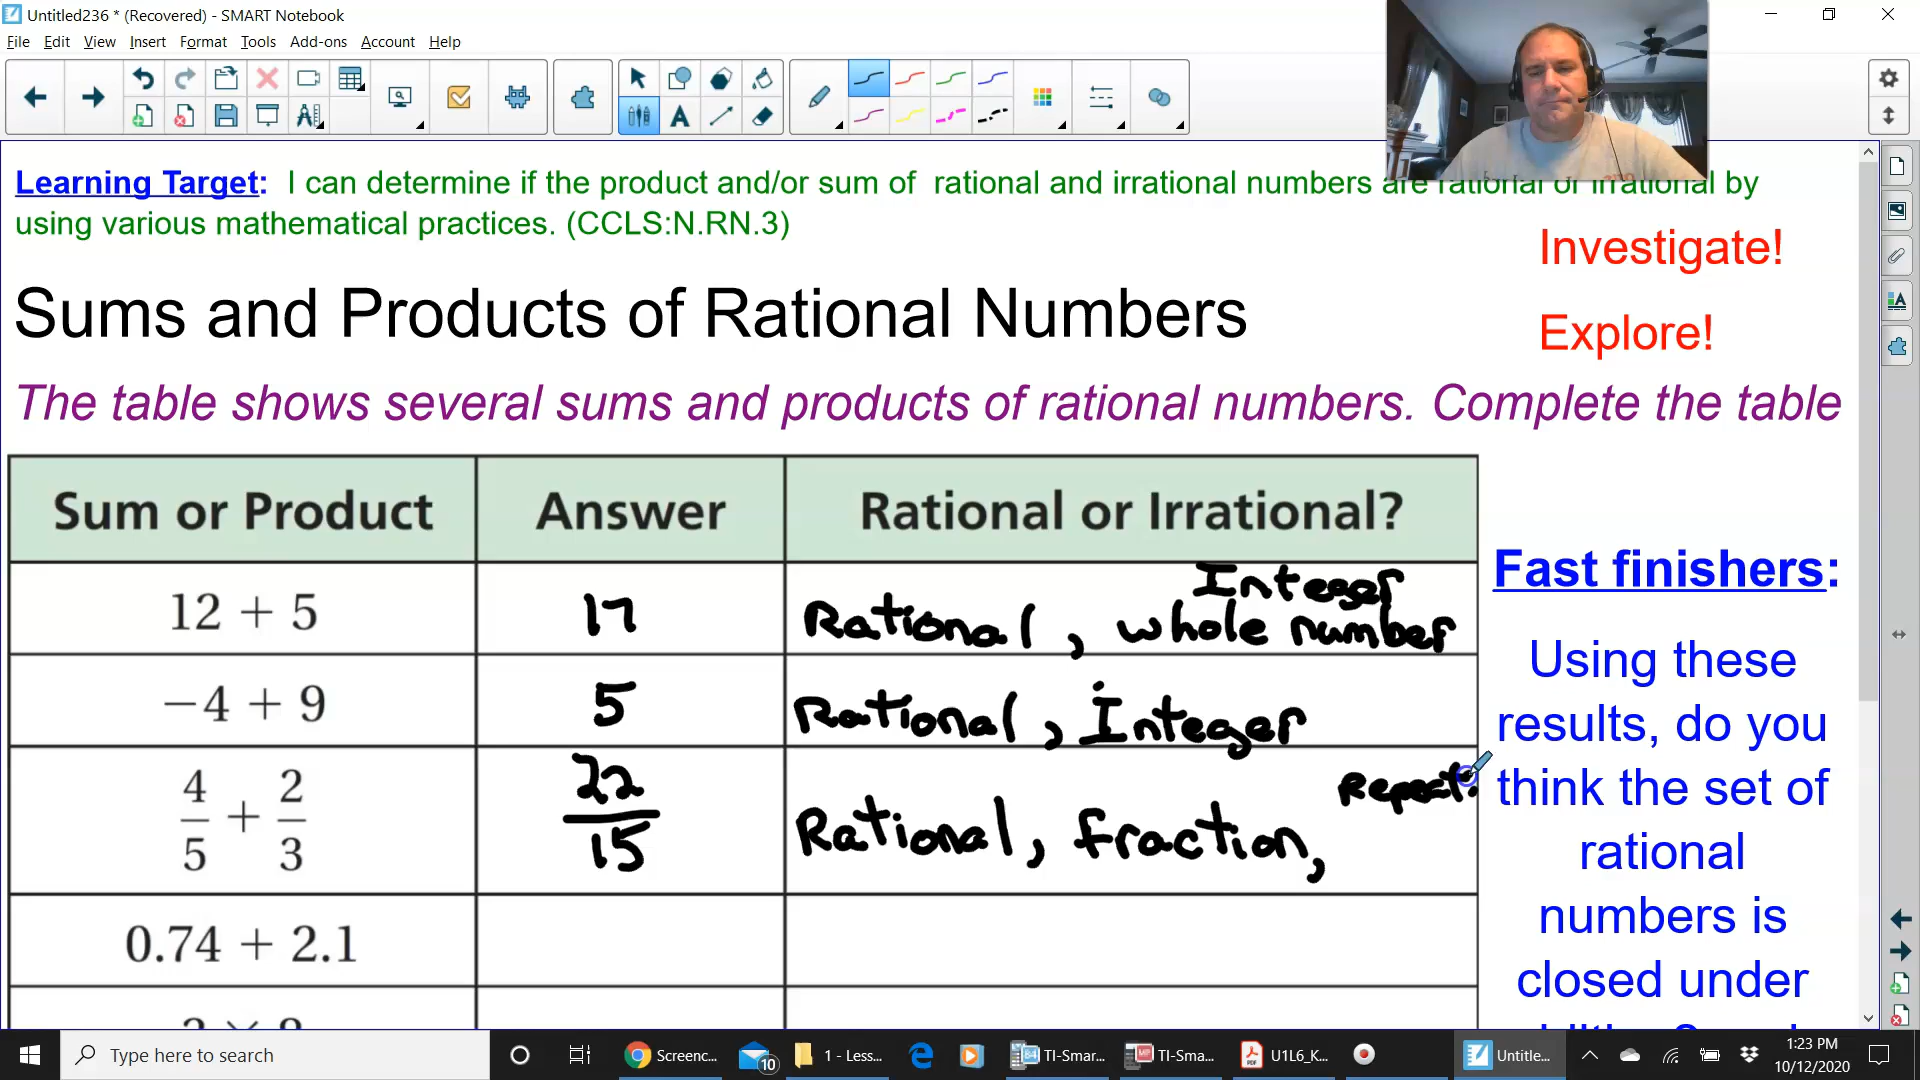 Untitled236 * (Recovered) - SMART Notebook
File Edit View Insert Format Tools Add-ons Account Help
Learning Target: I can determine if the product and/or sum of rational and irrational numbers are rational or irrational by
using various mathematical practices. (CCLS:N.RN.3)
Investigate!
Explore!
Sums and Products of Rational Numbers
The table shows several sums and products of rational numbers. Complete the table
Sum or Product Answer Rational or Irrational?
12 + 5 17 Rational, whole number
Integer
−4 + 9 5 Rational, Integer
4/5 + 2/3 22/15 Rational, fraction, Repeat.
0.74 + 2.1
Fast finishers:
Using these
results, do you
think the set of
rational
numbers is
closed under
Type here to search
10
Screenc...
1 - Less...
TI-Smar...
TI-Sma...
U1L6_K...
Untitle...
1:23 PM
10/12/2020